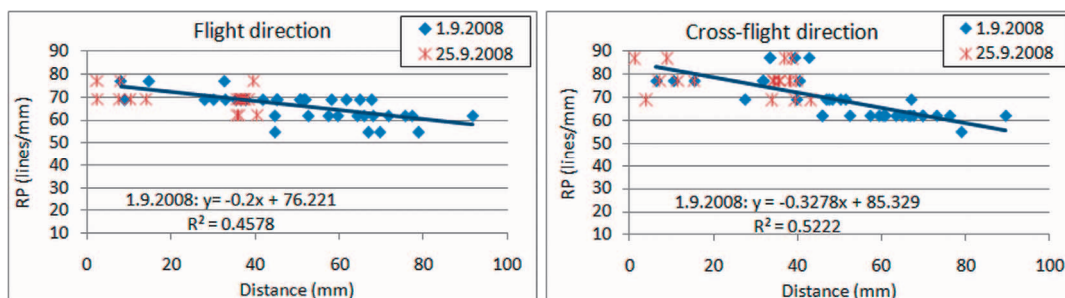 Flight direction
1.9.2008
25.9.2008
RP (lines/mm)
90
80
70
60
50
40
30
20
10
1.9.2008: y= -0.2x + 76.221
R² = 0.4578
0 20 40 60 80 100
Distance (mm)
Cross-flight direction
1.9.2008
25.9.2008
RP (lines/mm)
90
80
70
60
50
40
30
20
10
1.9.2008: y = -0.3278x + 85.329
R² = 0.5222
0 20 40 60 80 100
Distance (mm)